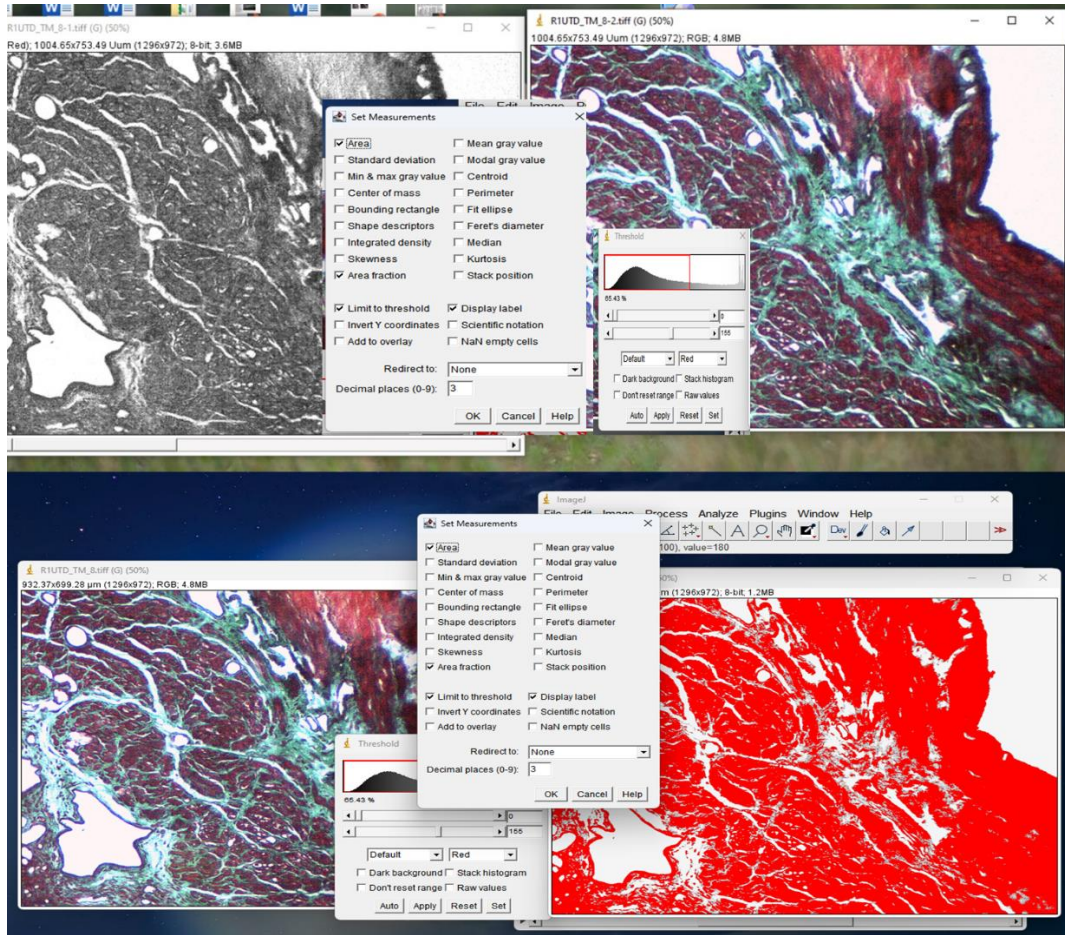 R1UTD_TM_8-1.tiff (G) (50%)
Red); 1004.65x753.49 Uum (1296x972); 8-bit; 3.6MB
R1UTD_TM_8-2.tiff (G) (50%)
1004.65x753.49 Uum (1296x972); RGB; 4.8MB
File Edit Image
Set Measurements
Area Mean gray value
Standard deviation Modal gray value
Min & max gray value Centroid
Center of mass Perimeter
Bounding rectangle Fit ellipse
Shape descriptors Feret's diameter
Integrated density Median
Skewness Kurtosis
Area fraction Stack position
Limit to threshold Display label
Invert Y coordinates Scientific notation
Add to overlay NaN empty cells
Redirect to: None
Decimal places (0-9): 3
OK Cancel Help
Threshold
65.43 %
155
Default Red
Dark background Stack histogram
Don't reset range Raw values
Auto Apply Reset Set
ImageJ
File Edit Image Process Analyze Plugins Window Help
Dev
100), value=180
Set Measurements
Area Mean gray value
Standard deviation Modal gray value
Min & max gray value Centroid
Center of mass Perimeter
Bounding rectangle Fit ellipse
Shape descriptors Feret's diameter
Integrated density Median
Skewness Kurtosis
Area fraction Stack position
Limit to threshold Display label
Invert Y coordinates Scientific notation
Add to overlay NaN empty cells
Redirect to: None
Decimal places (0-9): 3
OK Cancel Help
R1UTD_TM_8.tiff (G) (50%)
932.37x699.28 µm (1296x972); RGB; 4.8MB
50%)
m (1296x972); 8-bit; 1.2MB
Threshold
65.43 %
0
155
Default Red
Dark background Stack histogram
Don't reset range Raw values
Auto Apply Reset Set